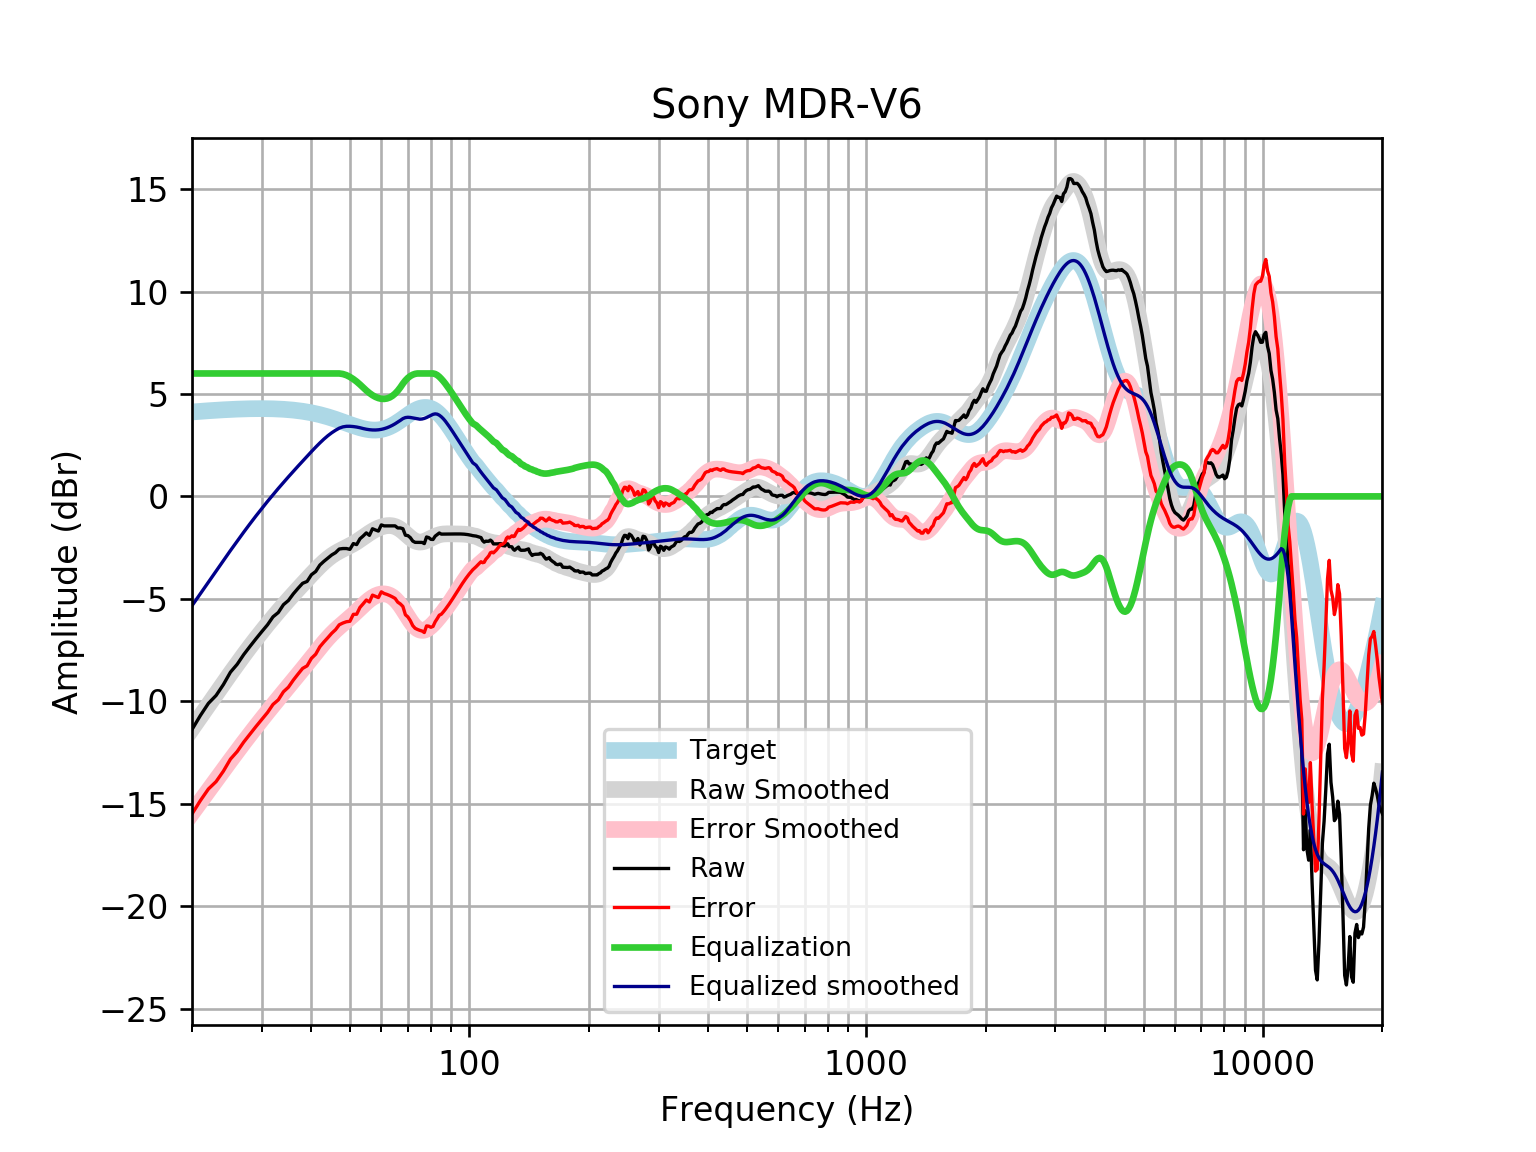 Sony MDR-V6
Amplitude (dBr)
15
10
5
0
−5
−10
−15
−20
−25
Target
Raw Smoothed
Error Smoothed
Raw
Error
Equalization
Equalized smoothed
100 1000 10000
Frequency (Hz)